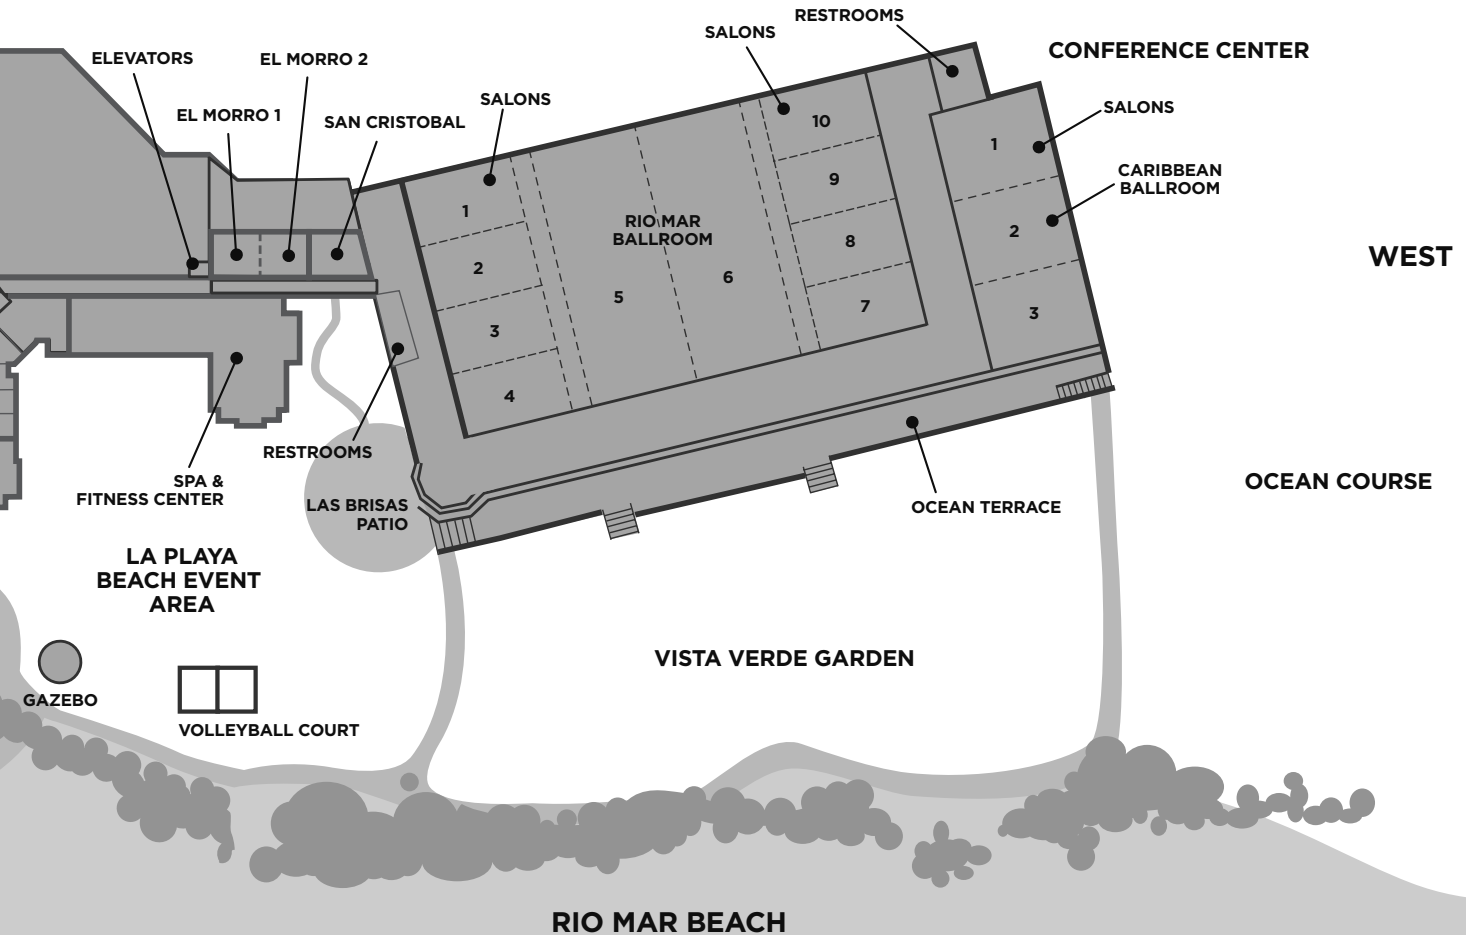 RESTROOMS
SALONS
CONFERENCE CENTER
ELEVATORS
EL MORRO 2
SALONS
EL MORRO 1
SAN CRISTOBAL
SALONS
CARIBBEAN
BALLROOM
10
9
8
7
1
2
3
1
2
3
4
RIO MAR
BALLROOM
5
6
WEST
RESTROOMS
SPA &
FITNESS CENTER
LAS BRISAS
PATIO
OCEAN TERRACE
OCEAN COURSE
LA PLAYA
BEACH EVENT
AREA
VISTA VERDE GARDEN
GAZEBO
VOLLEYBALL COURT
RIO MAR BEACH